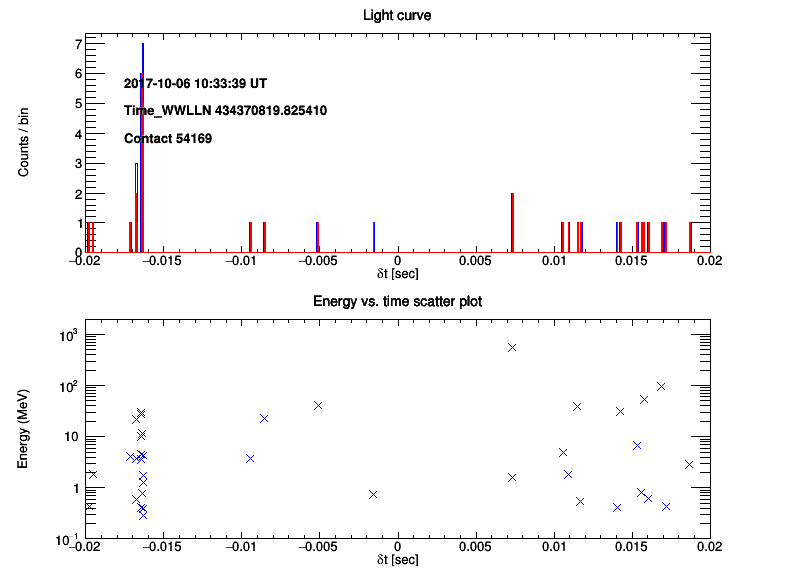 Light curve
Counts / bin
7
6
5
4
3
2
1
0
2017-10-06 10:33:39 UT
Time_WWLLN 434370819.825410
Contact 54169
−0.02 −0.015 −0.01 −0.005 0 0.005 0.01 0.015 0.02
δt [sec]
Energy vs. time scatter plot
Energy (MeV)
10³
10²
10
1
10⁻¹
−0.02 −0.015 −0.01 −0.005 0 0.005 0.01 0.015 0.02
δt [sec]